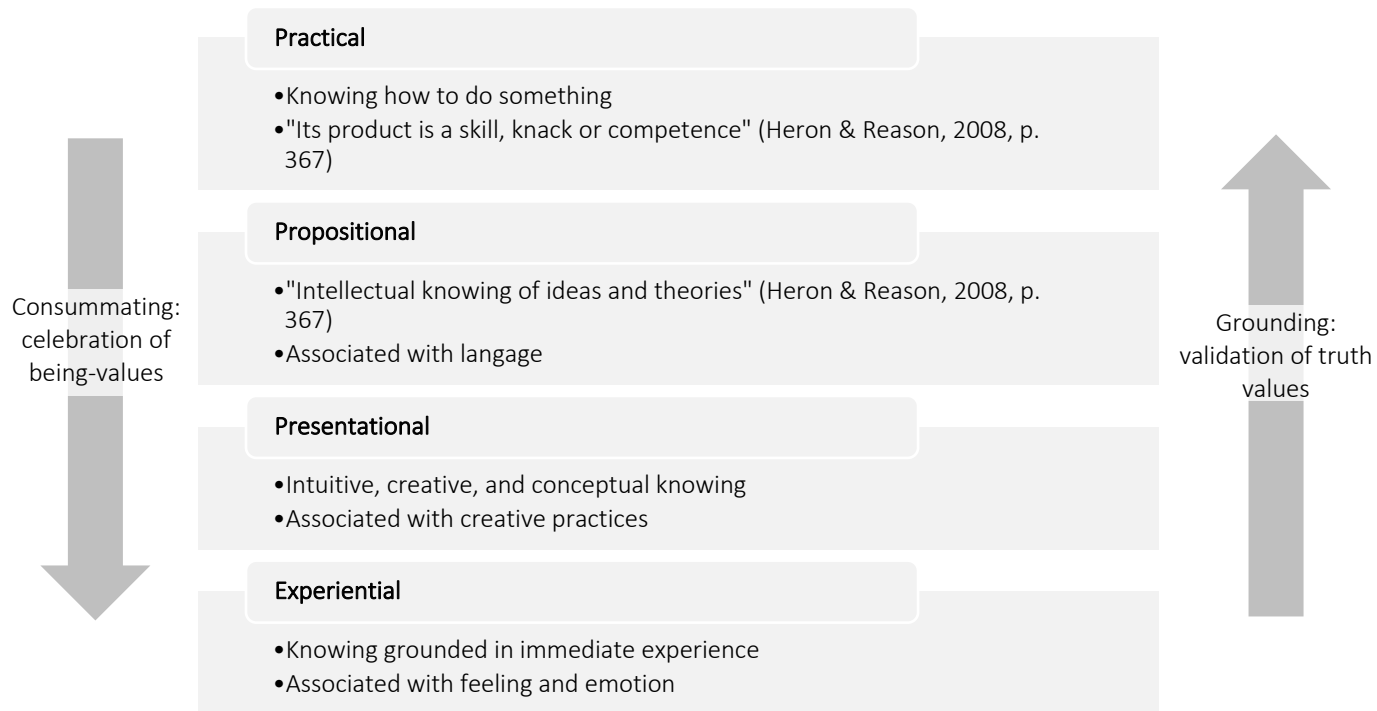 Practical
•Knowing how to do something
•"Its product is a skill, knack or competence" (Heron & Reason, 2008, p.
367)
Propositional
•"Intellectual knowing of ideas and theories" (Heron & Reason, 2008, p.
367)
•Associated with langage
Presentational
•Intuitive, creative, and conceptual knowing
•Associated with creative practices
Experiential
•Knowing grounded in immediate experience
•Associated with feeling and emotion
Consummating:
celebration of
being-values
Grounding:
validation of truth
values